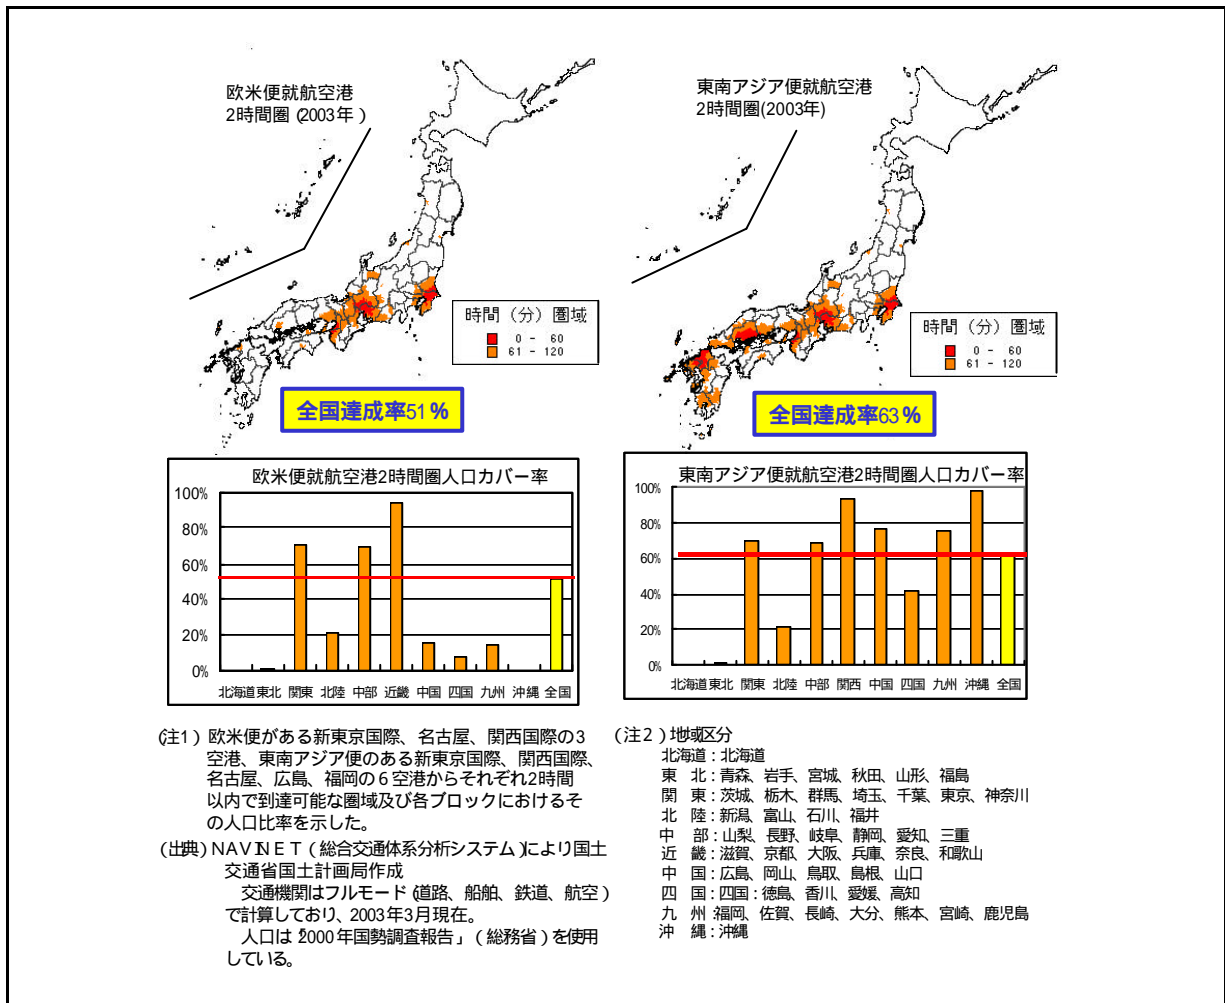 欧米便就航空港
2時間圏 (2003年)
東南アジア便就航空港
2時間圏(2003年)
時間（分）圏域
0 - 60
61 - 120
時間（分）圏域
0 - 60
61 - 120
全国達成率51%
全国達成率63%
欧米便就航空港2時間圏人口カバー率
100%
80%
60%
40%
20%
0%
北海道 東北 関東 北陸 中部 近畿 中国 四国 九州 沖縄 全国
東南アジア便就航空港2時間圏人口カバー率
100%
80%
60%
40%
20%
0%
北海道 東北 関東 北陸 中部 関西 中国 四国 九州 沖縄 全国
(注1) 欧米便がある新東京国際、名古屋、関西国際の3
空港、東南アジア便のある新東京国際、関西国際、
名古屋、広島、福岡の6空港からそれぞれ2時間
以内で到達可能な圏域及び各ブロックにおけるそ
の人口比率を示した。
(出典) NAVINET（総合交通体系分析システム)により国土
交通省国土計画局作成
交通機関はフルモード(道路、船舶、鉄道、航空）
で計算しており、2003年3月現在。
人口は「2000年国勢調査報告」（総務省）を使用
している。
(注2)地域区分
北海道：北海道
東 北：青森、岩手、宮城、秋田、山形、福島
関 東：茨城、栃木、群馬、埼玉、千葉、東京、神奈川
北 陸：新潟、富山、石川、福井
中 部：山梨、長野、岐阜、静岡、愛知、三重
近 畿：滋賀、京都、大阪、兵庫、奈良、和歌山
中 国：広島、岡山、鳥取、島根、山口
四 国：四国：徳島、香川、愛媛、高知
九 州：福岡、佐賀、長崎、大分、熊本、宮崎、鹿児島
沖 縄：沖縄